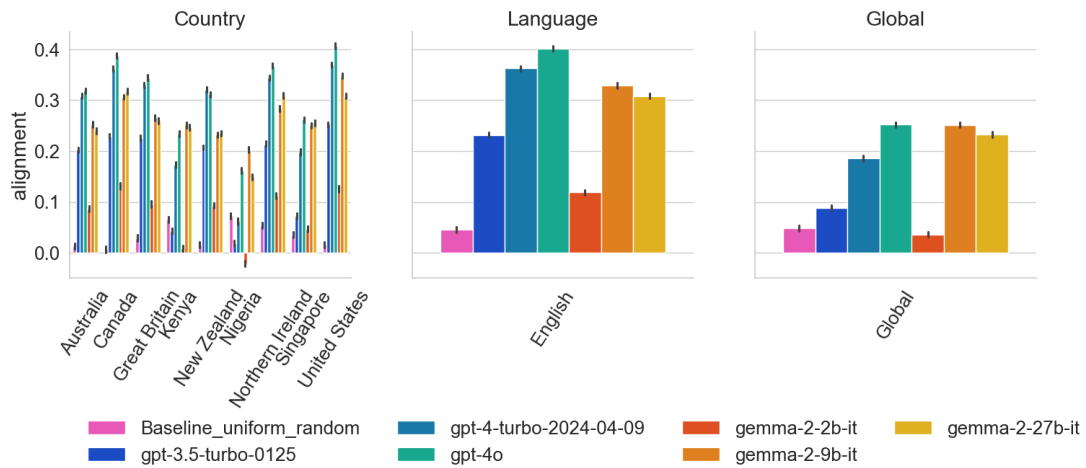 Country
Language
Global
alignment
0.4
0.3
0.2
0.1
0.0
Australia
Canada
Great Britain
Kenya
New Zealand
Nigeria
Northern Ireland
Singapore
United States
English
Global
Baseline_uniform_random
gpt-3.5-turbo-0125
gpt-4-turbo-2024-04-09
gpt-4o
gemma-2-2b-it
gemma-2-9b-it
gemma-2-27b-it